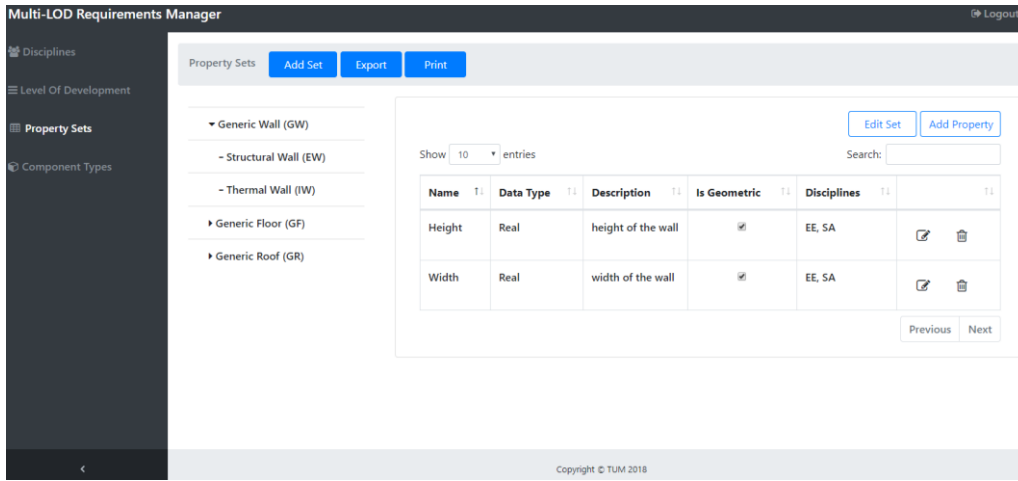 Multi-LOD Requirements Manager
Logout
Disciplines
Level Of Development
Property Sets
Component Types
Property Sets Add Set Export Print
Generic Wall (GW)
– Structural Wall (EW)
– Thermal Wall (IW)
Generic Floor (GF)
Generic Roof (GR)
Edit Set Add Property
Show 10 entries Search:
Name Data Type Description Is Geometric Disciplines
Height Real height of the wall EE, SA
Width Real width of the wall EE, SA
Previous Next
Copyright © TUM 2018